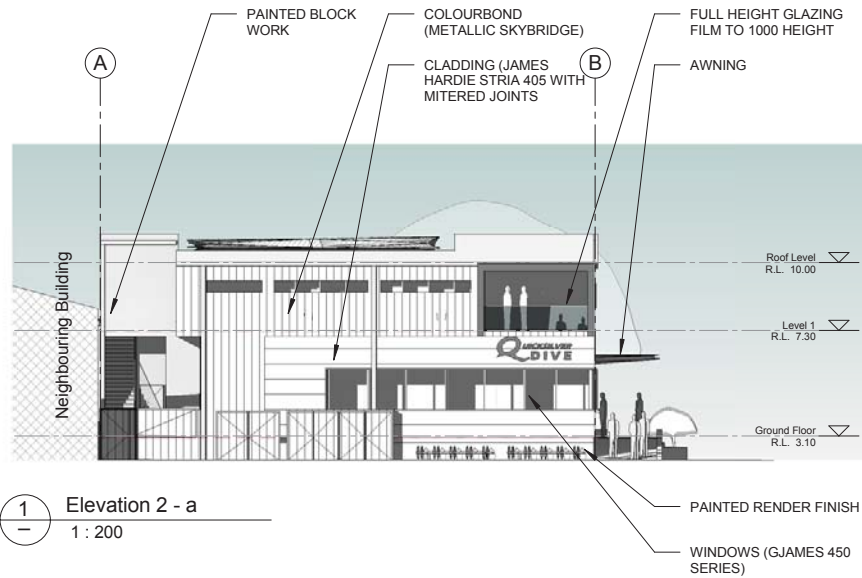 PAINTED BLOCK
WORK
COLOURBOND
(METALLIC SKYBRIDGE)
CLADDING (JAMES
HARDIE STRIA 405 WITH
MITERED JOINTS
FULL HEIGHT GLAZING
FILM TO 1000 HEIGHT
AWNING
A
B
Neighbouring Building
Roof Level
R.L. 10.00
Level 1
R.L. 7.30
QUICKSILVER
DIVE
Ground Floor
R.L. 3.10
PAINTED RENDER FINISH
WINDOWS (GJAMES 450
SERIES)
1
–
Elevation 2 - a
1 : 200